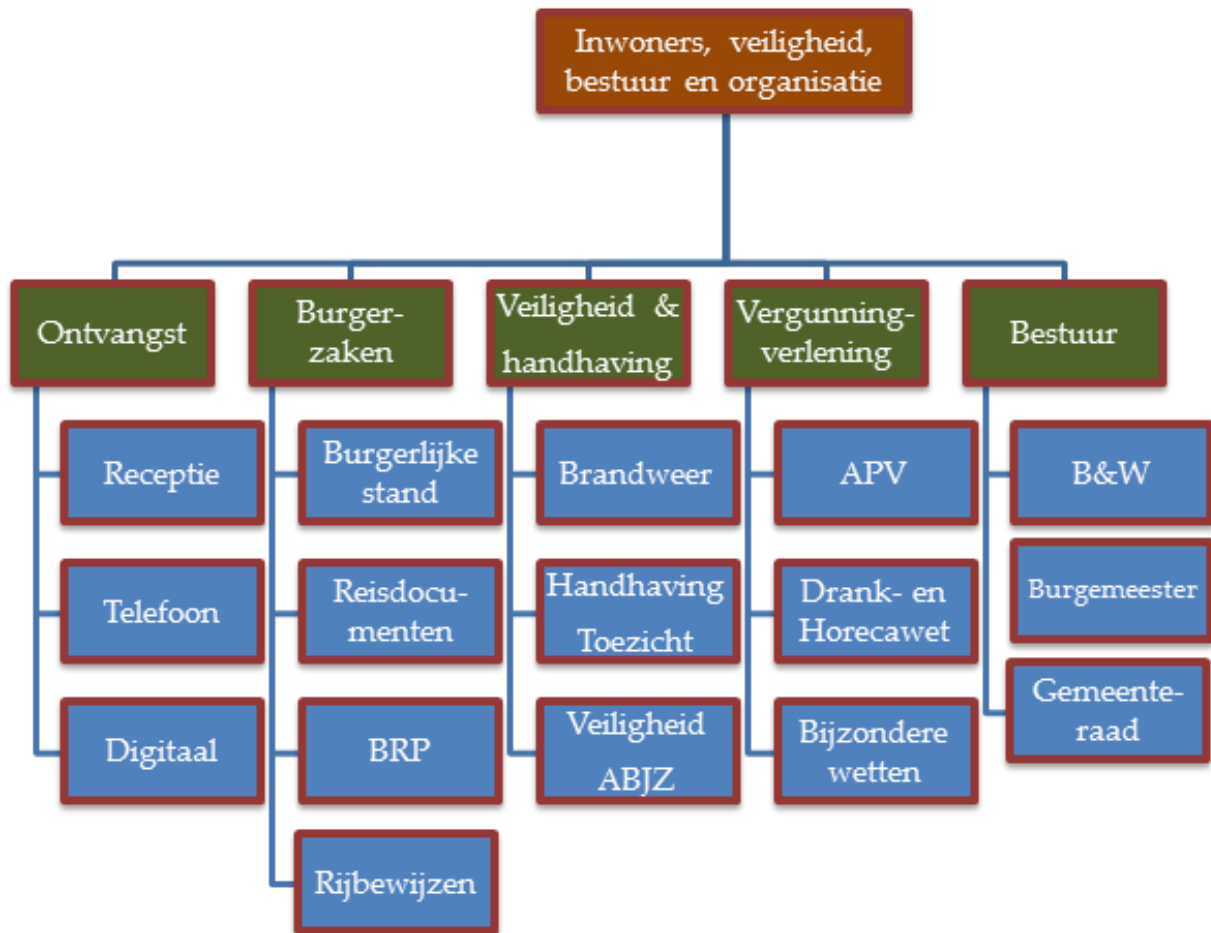 Inwoners, veiligheid,
bestuur en organisatie
Ontvangst
Burger-
zaken
Veiligheid &
handhaving
Vergunning-
verlening
Bestuur
Receptie
Telefoon
Digitaal
Burgerlijke
stand
Reisdocu-
menten
BRP
Rijbewijzen
Brandweer
Handhaving
Toezicht
Veiligheid
ABJZ
APV
Drank- en
Horecawet
Bijzondere
wetten
B&W
Burgemeester
Gemeente-
raad